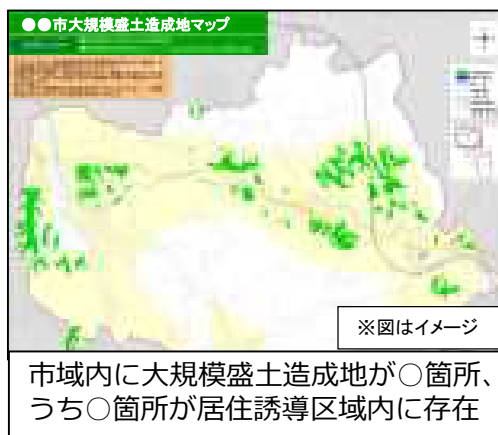 ●●市大規模盛土造成地マップ
※図はイメージ
市域内に大規模盛土造成地が○箇所、
うち○箇所が居住誘導区域内に存在